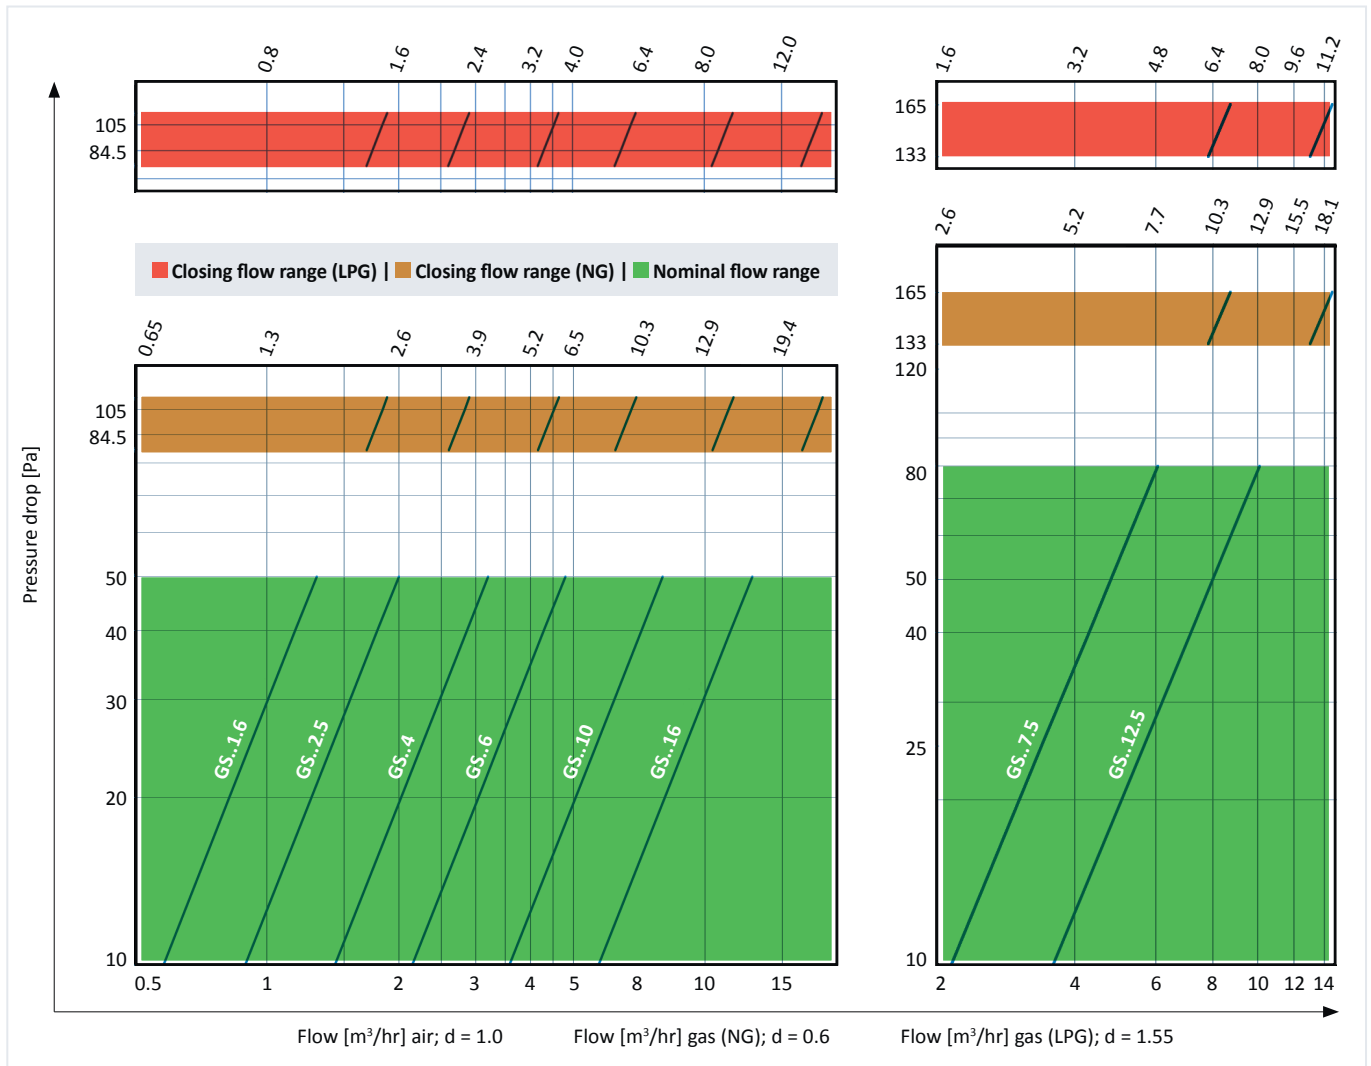 0.8 1.6 2.4 3.2 4.0 6.4 8.0 12.0
105
84.5
1.6 3.2 4.8 6.4 8.0 9.6 11.2
165
133
Closing flow range (LPG) | Closing flow range (NG) | Nominal flow range
0.65 1.3 2.6 3.9 5.2 6.5 10.3 12.9 19.4
105
84.5
50
40
30
20
10
GS..1.6 GS..2.5 GS..4 GS..6 GS..10 GS..16
0.5 1 2 3 4 5 8 10 15
2.6 5.2 7.7 10.3 12.9 15.5 18.1
165
133
120
80
50
40
25
10
GS..7.5 GS..12.5
2 4 6 8 10 12 14
Pressure drop [Pa]
Flow [m³/hr] air; d = 1.0 Flow [m³/hr] gas (NG); d = 0.6 Flow [m³/hr] gas (LPG); d = 1.55